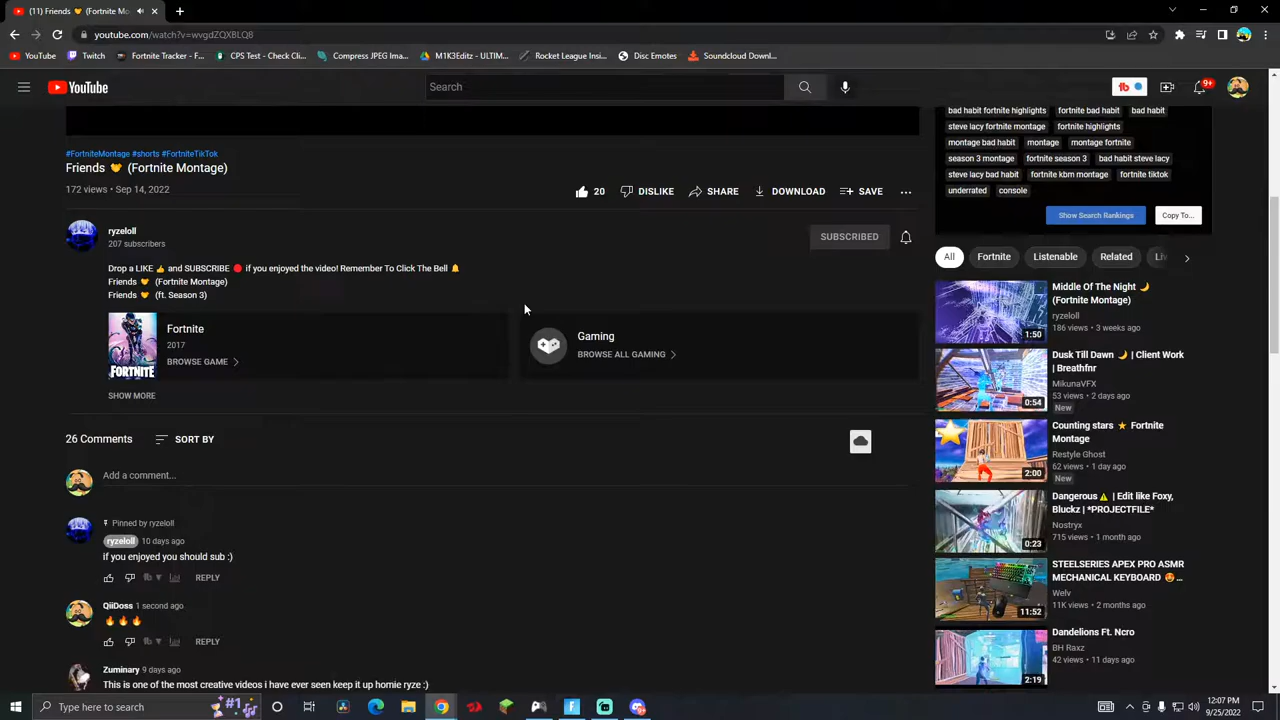 (11) Friends 🧡 (Fortnite Mo
youtube.com/watch?v=wvgdZQXBLQ8
YouTube
Twitch
Fortnite Tracker - F...
CPS Test - Check Cli...
Compress JPEG Ima...
M13KEditz - ULTIM...
Rocket League Insi...
Disc Emotes
Soundcloud Downl...
YouTube
Search
9+
#FortniteMontage #shorts #FortniteTikTok
Friends 🧡 (Fortnite Montage)
172 views • Sep 14, 2022
20
DISLIKE
SHARE
DOWNLOAD
SAVE
ryzeloll
207 subscribers
SUBSCRIBED
Drop a LIKE 👍 and SUBSCRIBE 🔴 if you enjoyed the video! Remember To Click The Bell 🔔
Friends 🧡 (Fortnite Montage)
Friends 🧡 (ft. Season 3)
FORTNITE
Fortnite
2017
BROWSE GAME
Gaming
BROWSE ALL GAMING
SHOW MORE
26 Comments
SORT BY
Add a comment...
Pinned by ryzeloll
ryzeloll 10 days ago
if you enjoyed you should sub :)
REPLY
QiiDoss 1 second ago
🔥🔥🔥
REPLY
Zuminary 9 days ago
This is one of the most creative videos i have ever seen keep it up homie ryze :)
bad habit fortnite highlights fortnite bad habit bad habit
steve lacy fortnite montage fortnite highlights
montage bad habit montage montage fortnite
season 3 montage fortnite season 3 bad habit steve lacy
steve lacy bad habit fortnite kbm montage fortnite tiktok
underrated console
Show Search Rankings
Copy To...
All
Fortnite
Listenable
Related
Liv
1:50
Middle Of The Night 🌙
(Fortnite Montage)
ryzeloll
186 views • 3 weeks ago
0:54
Dusk Till Dawn 🌙 | Client Work
| Breathfnr
MikunaVFX
53 views • 2 days ago
New
2:00
Counting stars ⭐ Fortnite
Montage
Restyle Ghost
62 views • 1 day ago
New
0:23
Dangerous⚠️ | Edit like Foxy,
Bluckz | *PROJECTFILE*
Nostryx
715 views • 1 month ago
11:52
STEELSERIES APEX PRO ASMR
MECHANICAL KEYBOARD 🤩 ...
Welv
11K views • 2 months ago
2:19
Dandelions Ft. Ncro
BH Raxz
42 views • 11 days ago
Type here to search
#1
12:07 PM
9/25/2022